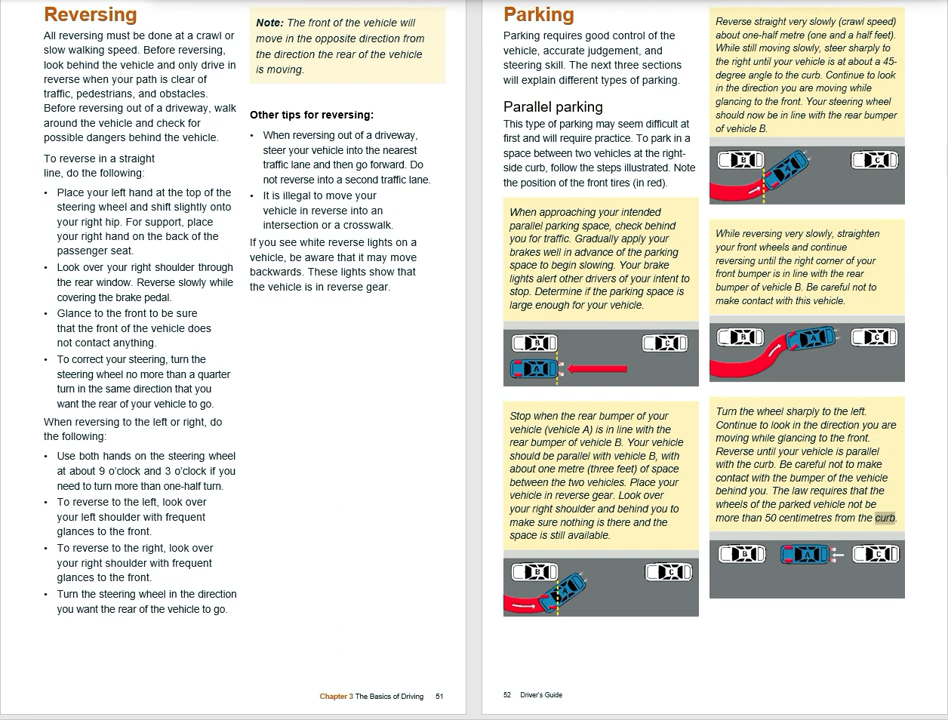 Reversing
All reversing must be done at a crawl or
slow walking speed. Before reversing,
look behind the vehicle and only drive in
reverse when your path is clear of
traffic, pedestrians, and obstacles.
Before reversing out of a driveway, walk
around the vehicle and check for
possible dangers behind the vehicle.
To reverse in a straight
line, do the following:
• Place your left hand at the top of the
steering wheel and shift slightly onto
your right hip. For support, place
your right hand on the back of the
passenger seat.
• Look over your right shoulder through
the rear window. Reverse slowly while
covering the brake pedal.
• Glance to the front to be sure
that the front of the vehicle does
not contact anything.
• To correct your steering, turn the
steering wheel no more than a quarter
turn in the same direction that you
want the rear of your vehicle to go.
When reversing to the left or right, do
the following:
• Use both hands on the steering wheel
at about 9 o'clock and 3 o'clock if you
need to turn more than one-half turn.
• To reverse to the left, look over
your left shoulder with frequent
glances to the front.
• To reverse to the right, look over
your right shoulder with frequent
glances to the front.
• Turn the steering wheel in the direction
you want the rear of the vehicle to go.
Note: The front of the vehicle will
move in the opposite direction from
the direction the rear of the vehicle
is moving.
Other tips for reversing:
• When reversing out of a driveway,
steer your vehicle into the nearest
traffic lane and then go forward. Do
not reverse into a second traffic lane.
• It is illegal to move your
vehicle in reverse into an
intersection or a crosswalk.
If you see white reverse lights on a
vehicle, be aware that it may move
backwards. These lights show that
the vehicle is in reverse gear.
Chapter 3 The Basics of Driving 51
Parking
Parking requires good control of the
vehicle, accurate judgement, and
steering skill. The next three sections
will explain different types of parking.
Parallel parking
This type of parking may seem difficult at
first and will require practice. To park in a
space between two vehicles at the right-
side curb, follow the steps illustrated. Note
the position of the front tires (in red).
When approaching your intended
parallel parking space, check behind
you for traffic. Gradually apply your
brakes well in advance of the parking
space to begin slowing. Your brake
lights alert other drivers of your intent to
stop. Determine if the parking space is
large enough for your vehicle.
B C
A
Stop when the rear bumper of your
vehicle (vehicle A) is in line with the
rear bumper of vehicle B. Your vehicle
should be parallel with vehicle B, with
about one metre (three feet) of space
between the two vehicles. Place your
vehicle in reverse gear. Look over
your right shoulder and behind you to
make sure nothing is there and the
space is still available.
B C
A
Reverse straight very slowly (crawl speed)
about one-half metre (one and a half feet).
While still moving slowly, steer sharply to
the right until your vehicle is at about a 45-
degree angle to the curb. Continue to look
in the direction you are moving while
glancing to the front. Your steering wheel
should now be in line with the rear bumper
of vehicle B.
B A C
While reversing very slowly, straighten
your front wheels and continue
reversing until the right corner of your
front bumper is in line with the rear
bumper of vehicle B. Be careful not to
make contact with this vehicle.
B A C
Turn the wheel sharply to the left.
Continue to look in the direction you are
moving while glancing to the front.
Reverse until your vehicle is parallel
with the curb. Be careful not to make
contact with the bumper of the vehicle
behind you. The law requires that the
wheels of the parked vehicle not be
more than 50 centimetres from the curb.
B A C
52 Driver's Guide